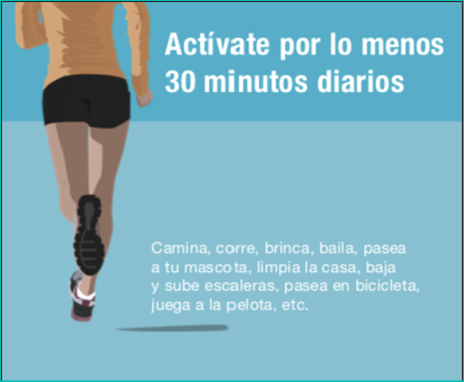 Actívate por lo menos
30 minutos diarios
Camina, corre, brinca, baila, pasea
a tu mascota, limpia la casa, baja
y sube escaleras, pasea en bicicleta,
juega a la pelota, etc.